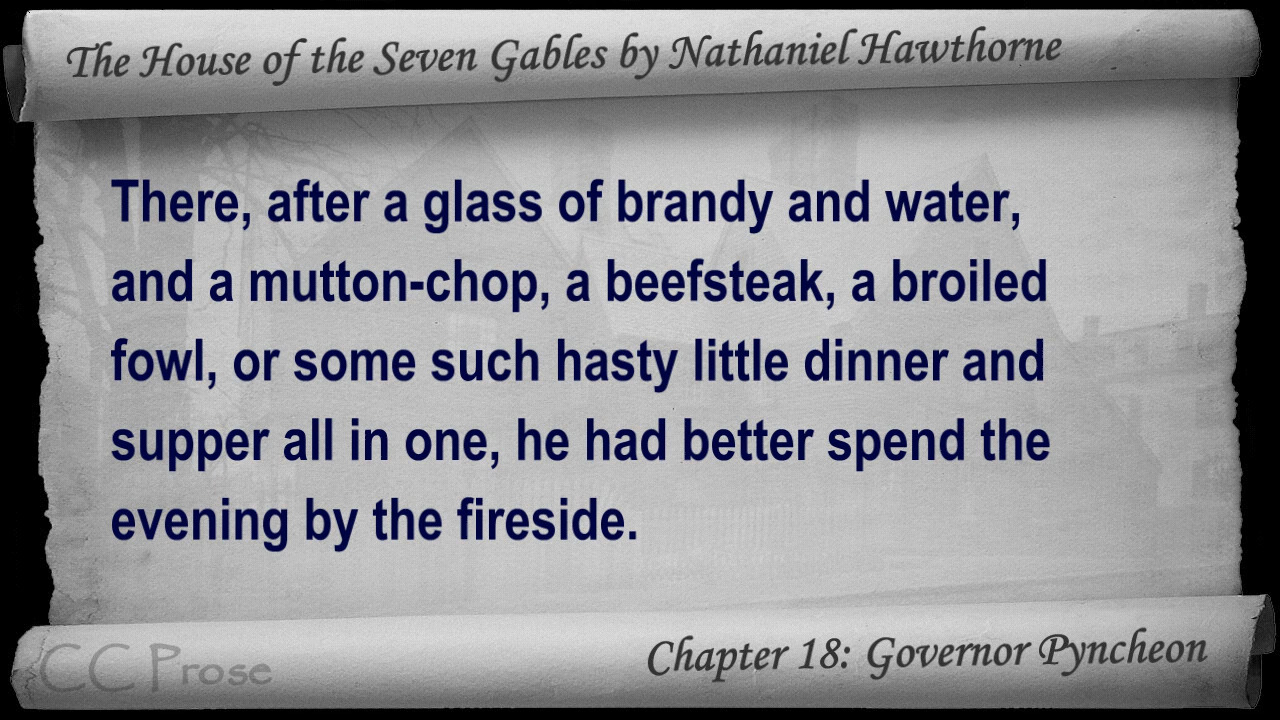 The House of the Seven Gables by Nathaniel Hawthorne
There, after a glass of brandy and water,
and a mutton-chop, a beefsteak, a broiled
fowl, or some such hasty little dinner and
supper all in one, he had better spend the
evening by the fireside.
CC Prose
Chapter 18: Governor Pyncheon